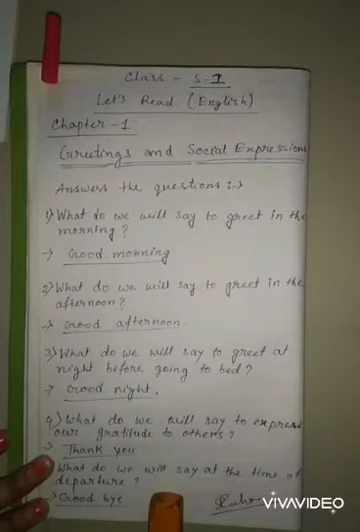 Class - S-I
Let's Read (English)
Chapter-1
Greetings and Social Expressions
Answers the questions :-
1) What do we will say to greet in the
morning ?
→ Good morning
2) What do we will say to greet in the
afternoon?
→ Good afternoon.
3) What do we will say to greet at
night before going to bed?
→ Good night.
4) What do we will say to express
our gratitude to others ?
→ Thank you
What do we will say at the time of
departure ?
→ Good bye
VIVAVIDEO